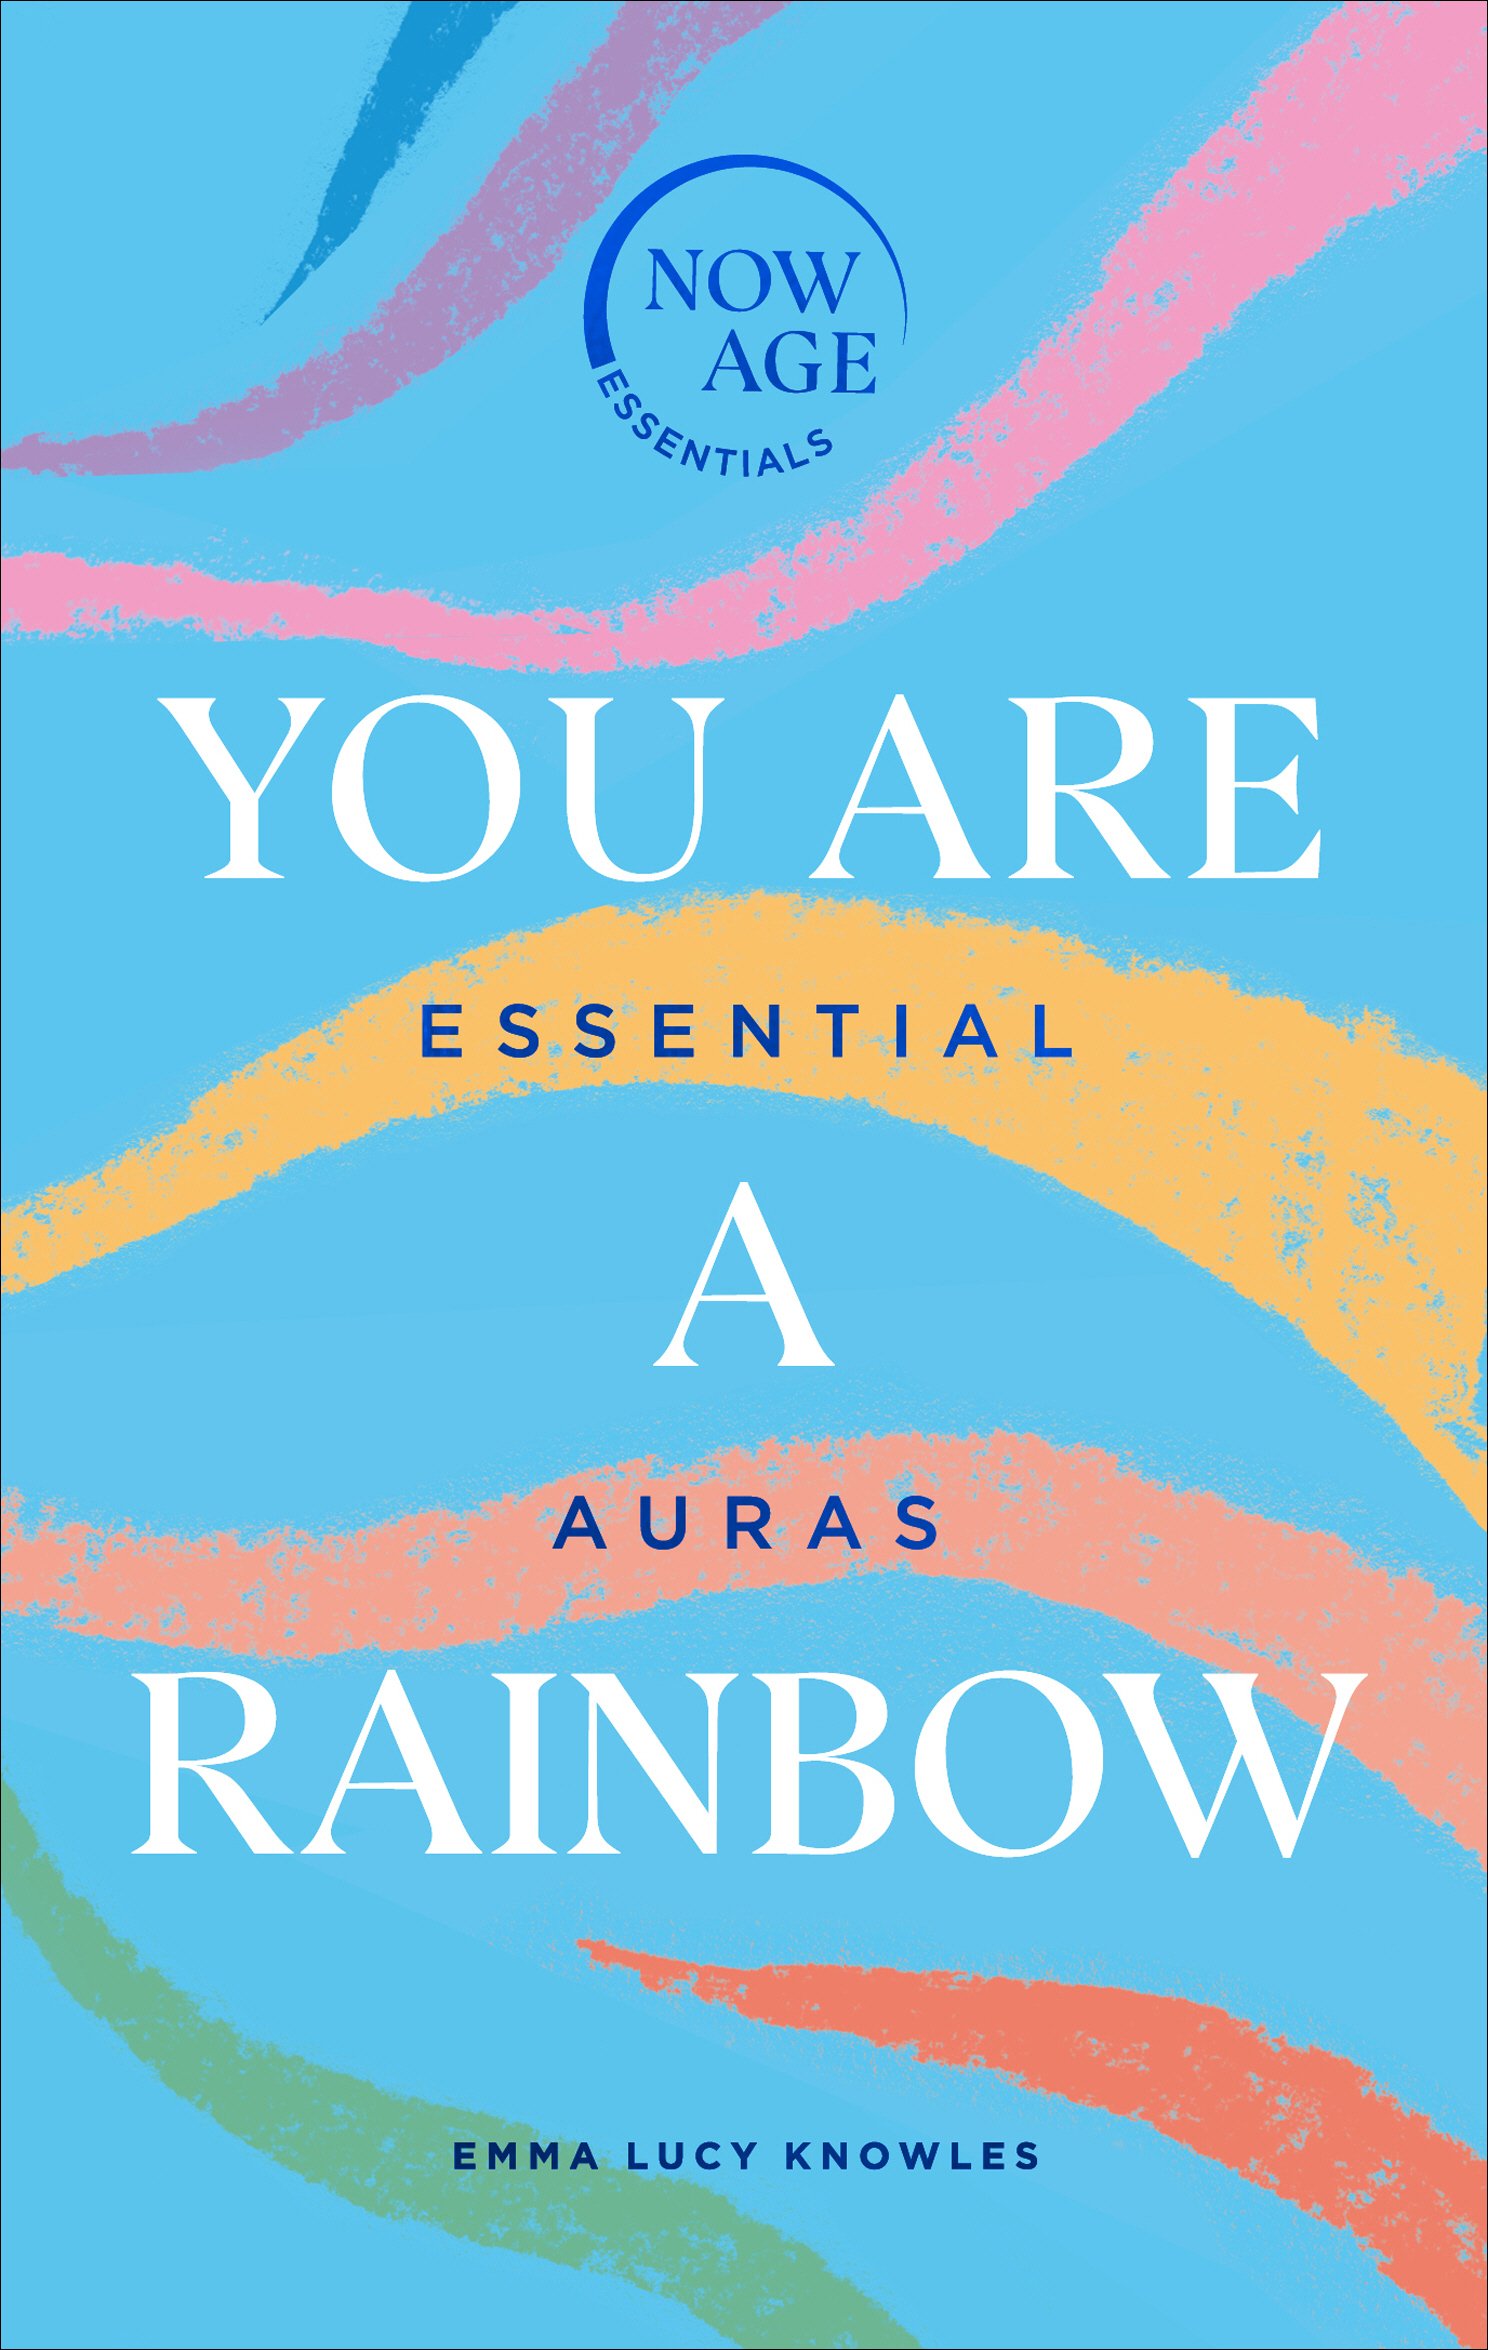 NOW
AGE
ESSENTIALS
YOU ARE
ESSENTIAL
A
AURAS
RAINBOW
EMMA LUCY KNOWLES